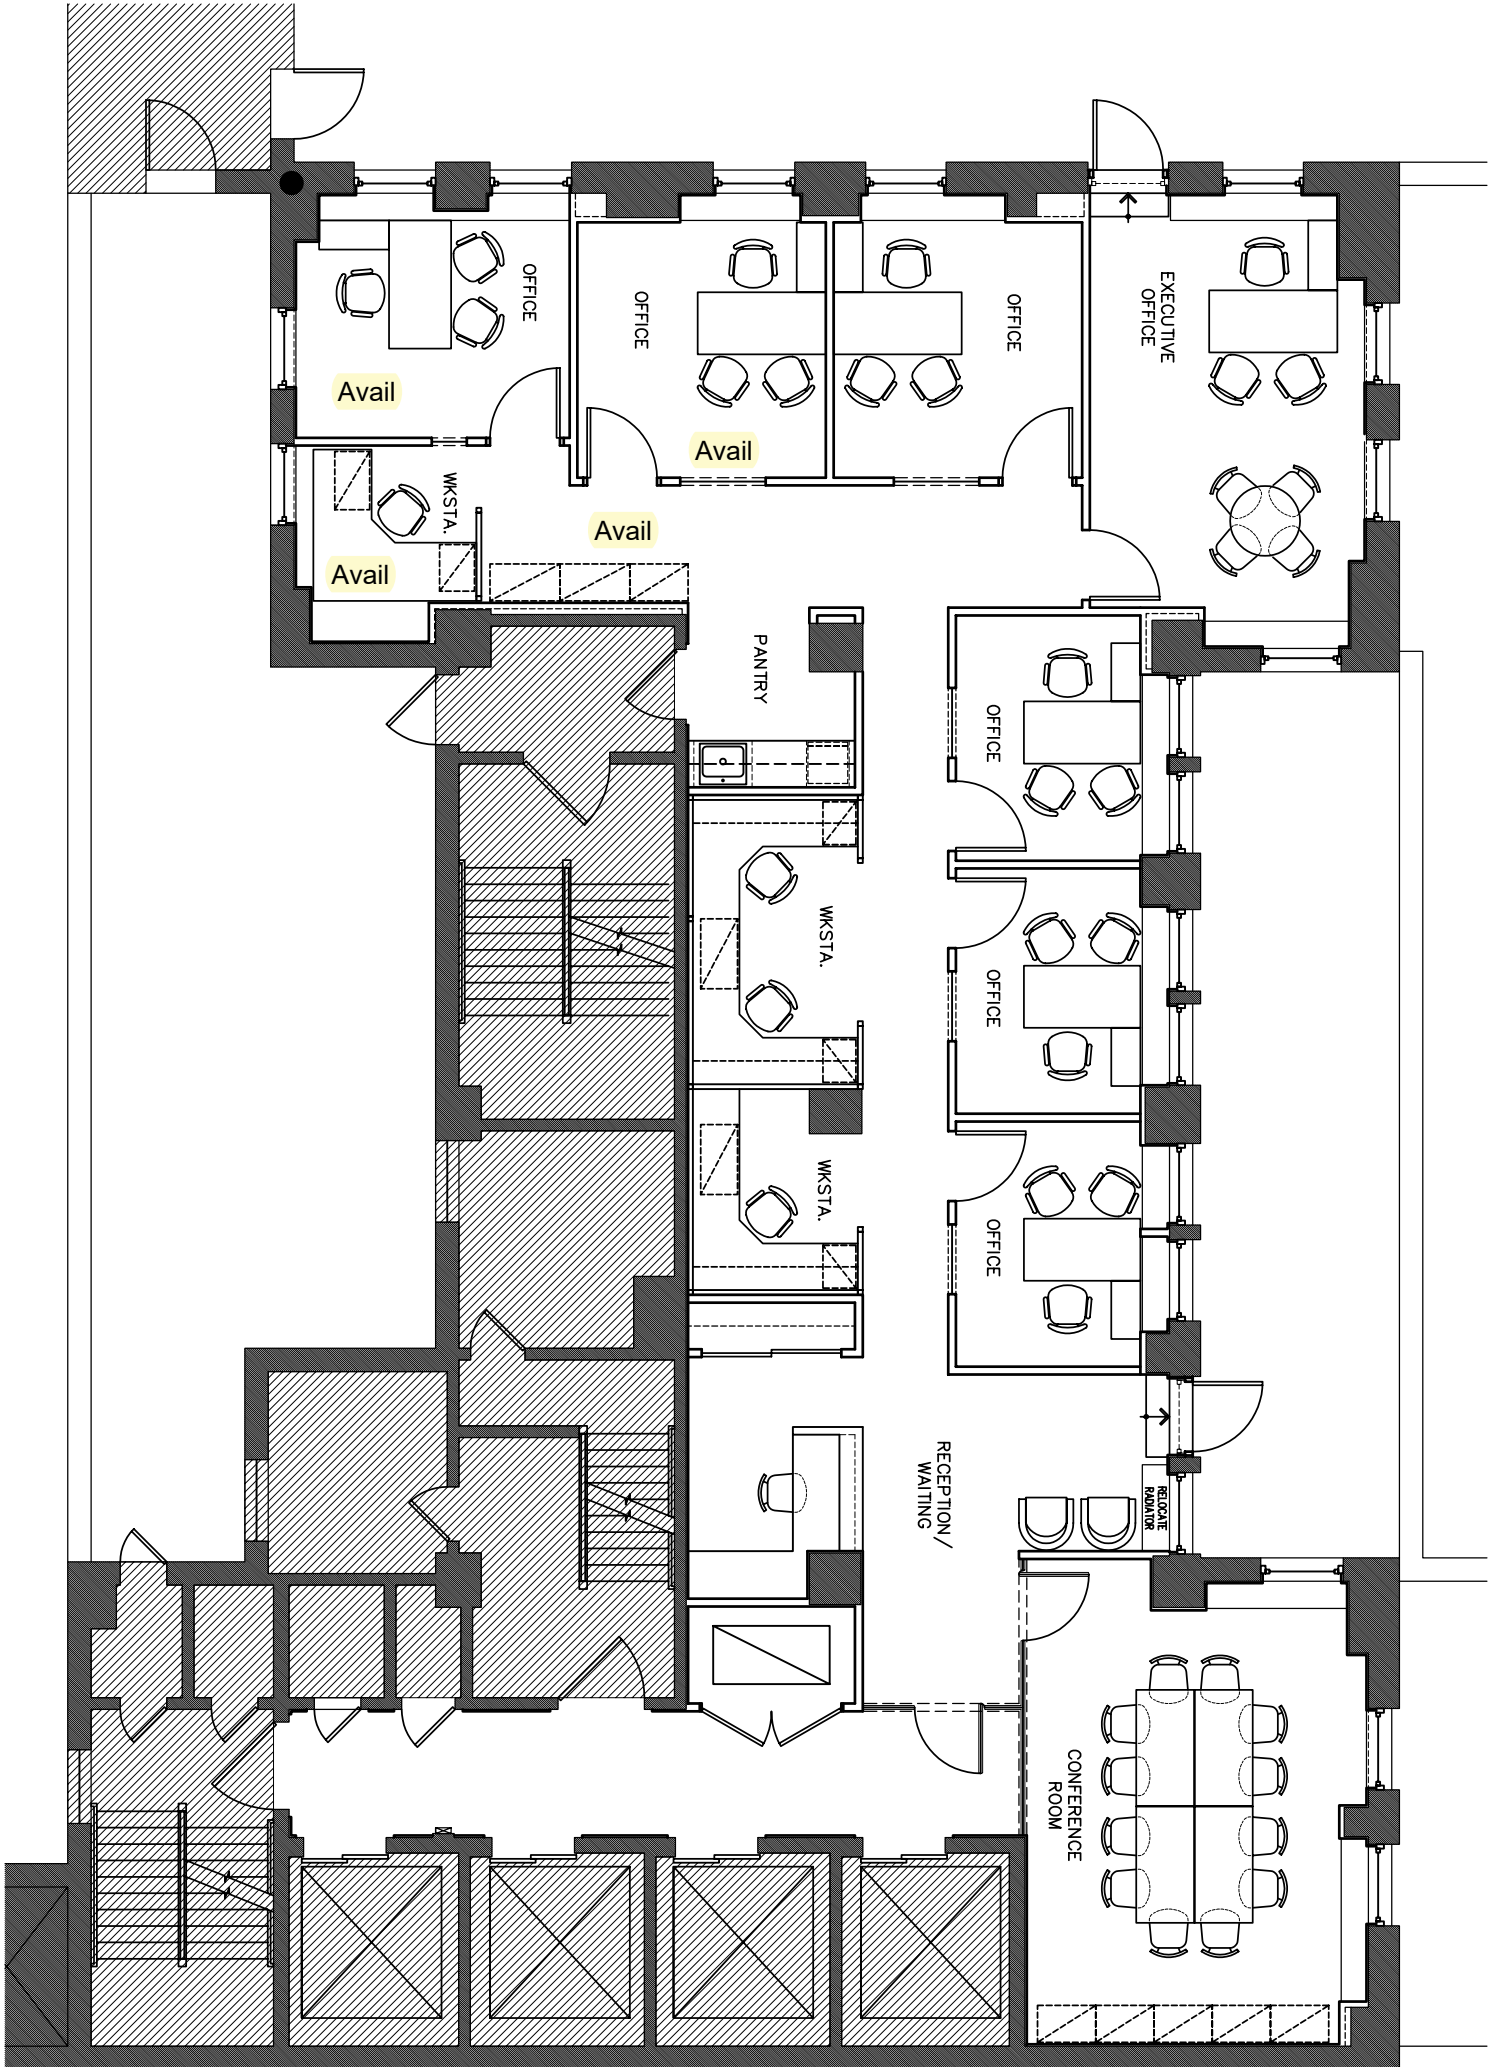 OFFICE
OFFICE
OFFICE
EXECUTIVE
OFFICE
Avail
Avail
WKSTA.
Avail
Avail
PANTRY
OFFICE
WKSTA.
OFFICE
WKSTA.
OFFICE
RECEPTION/
WAITING
RELOCATE
RADIATOR
CONFERENCE
ROOM